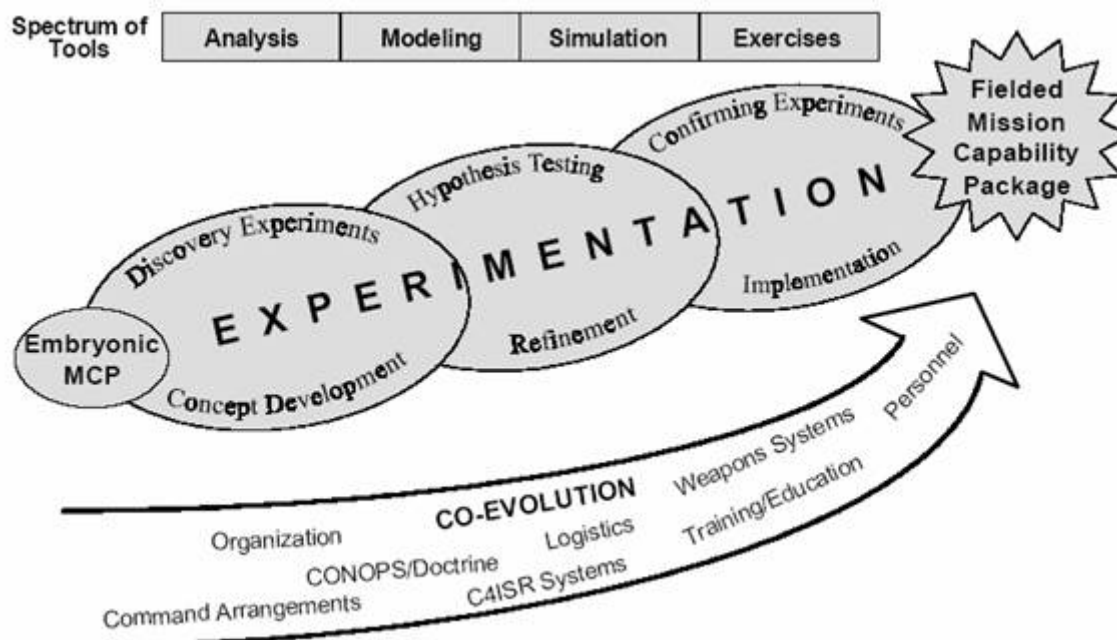 Spectrum of
Tools
Analysis
Modeling
Simulation
Exercises
Fielded
Mission
Capability
Package
Confirming Experiments
Hypothesis Testing
Discovery Experiments
EXPERIMENTATION
Implementation
Refinement
Embryonic
MCP
Concept Development
Personnel
Weapons Systems
CO-EVOLUTION
Training/Education
Organization
Logistics
CONOPS/Doctrine
C4ISR Systems
Command Arrangements